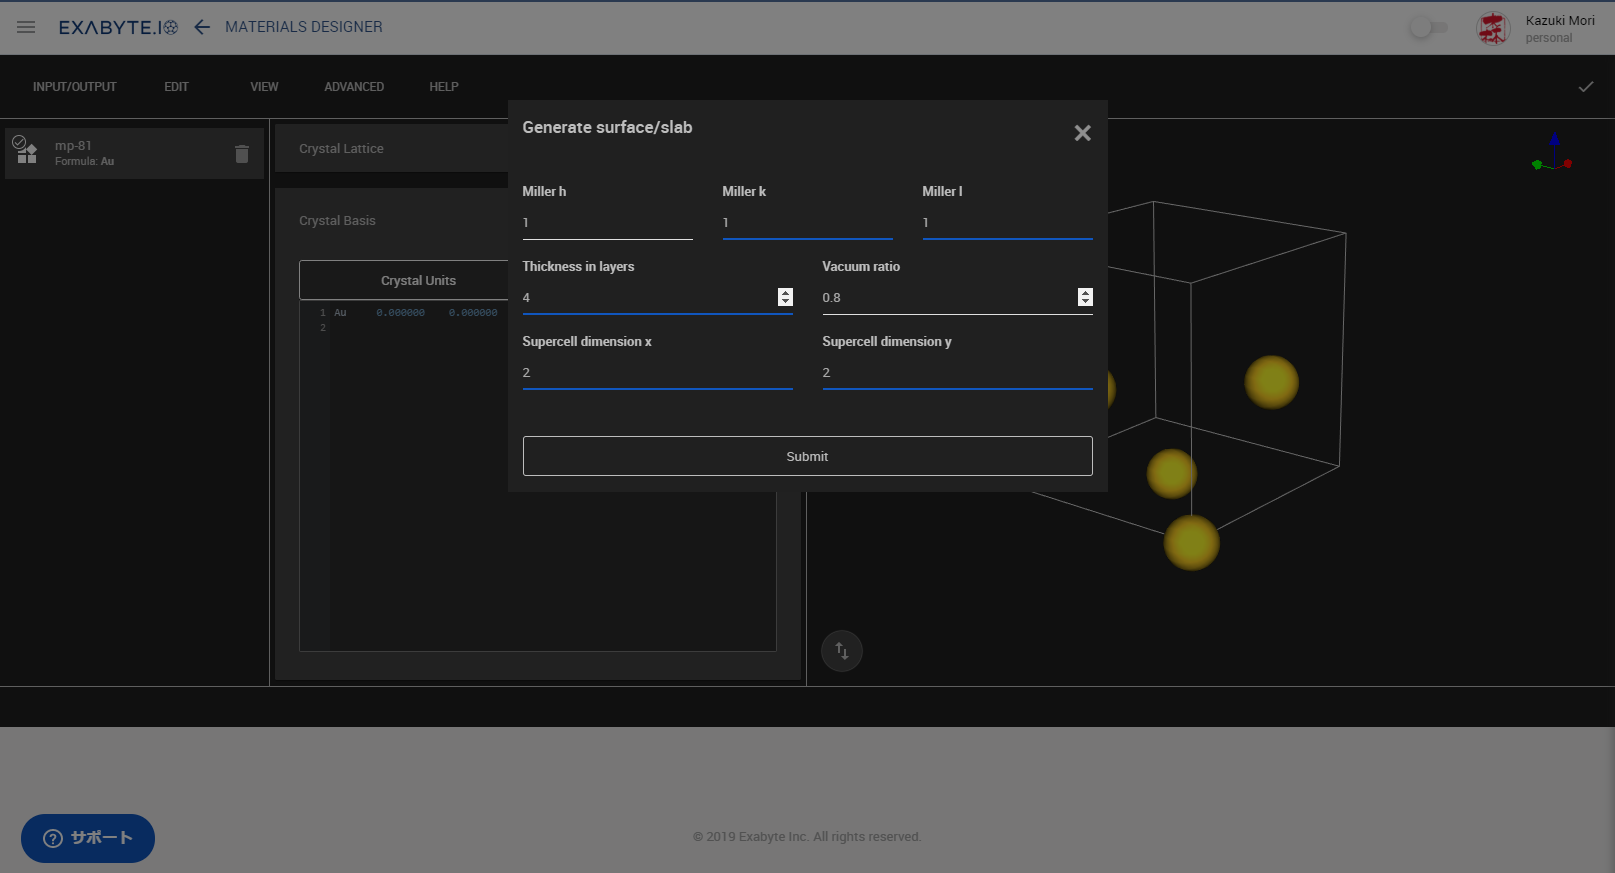 EXABYTE.IO
MATERIALS DESIGNER
Kazuki Mori
personal
INPUT/OUTPUT
EDIT
VIEW
ADVANCED
HELP
mp-81
Formula: Au
Crystal Lattice
Crystal Basis
Crystal Units
1 Au 0.000000 0.000000
2
Generate surface/slab
Miller h
Miller k
Miller l
1
1
1
Thickness in layers
Vacuum ratio
4
0.8
Supercell dimension x
Supercell dimension y
2
2
Submit
サポート
© 2019 Exabyte Inc. All rights reserved.